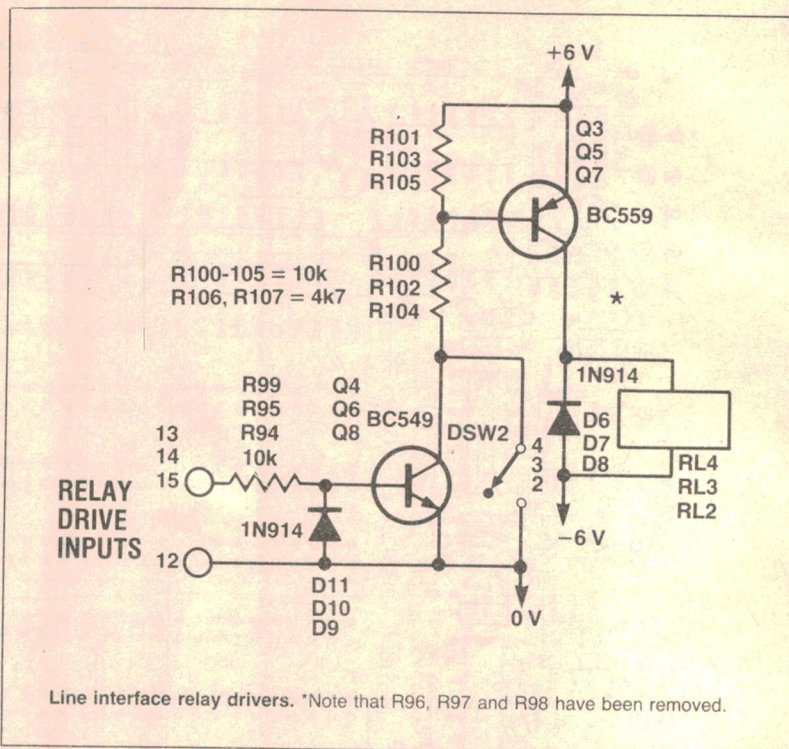 +6 V
R101
R103
R105
Q3
Q5
Q7
BC559
R100
R102
R104
R100-105 = 10k
R106, R107 = 4k7
*
R99
R95
R94
10k
Q4
Q6
Q8
BC549
DSW2
4
3
2
1N914
D6
D7
D8
RL4
RL3
RL2
−6 V
13
14
15
RELAY
DRIVE
INPUTS
12
1N914
D11
D10
D9
0 V
Line interface relay drivers. *Note that R96, R97 and R98 have been removed.